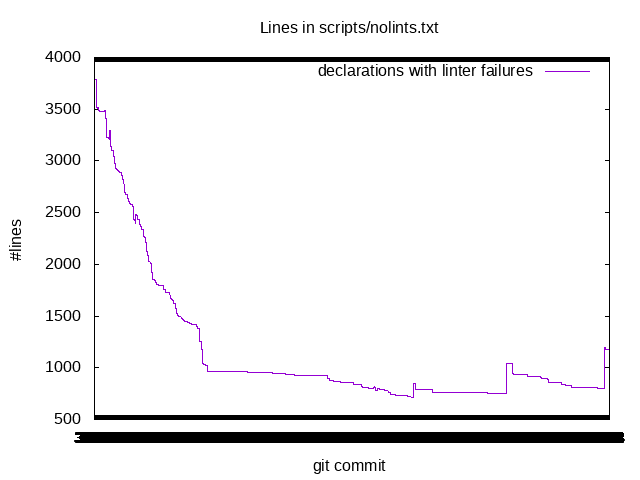 Lines in scripts/nolints.txt
4000
declarations with linter failures
3500
3000
2500
2000
1500
1000
500
#lines
git commit